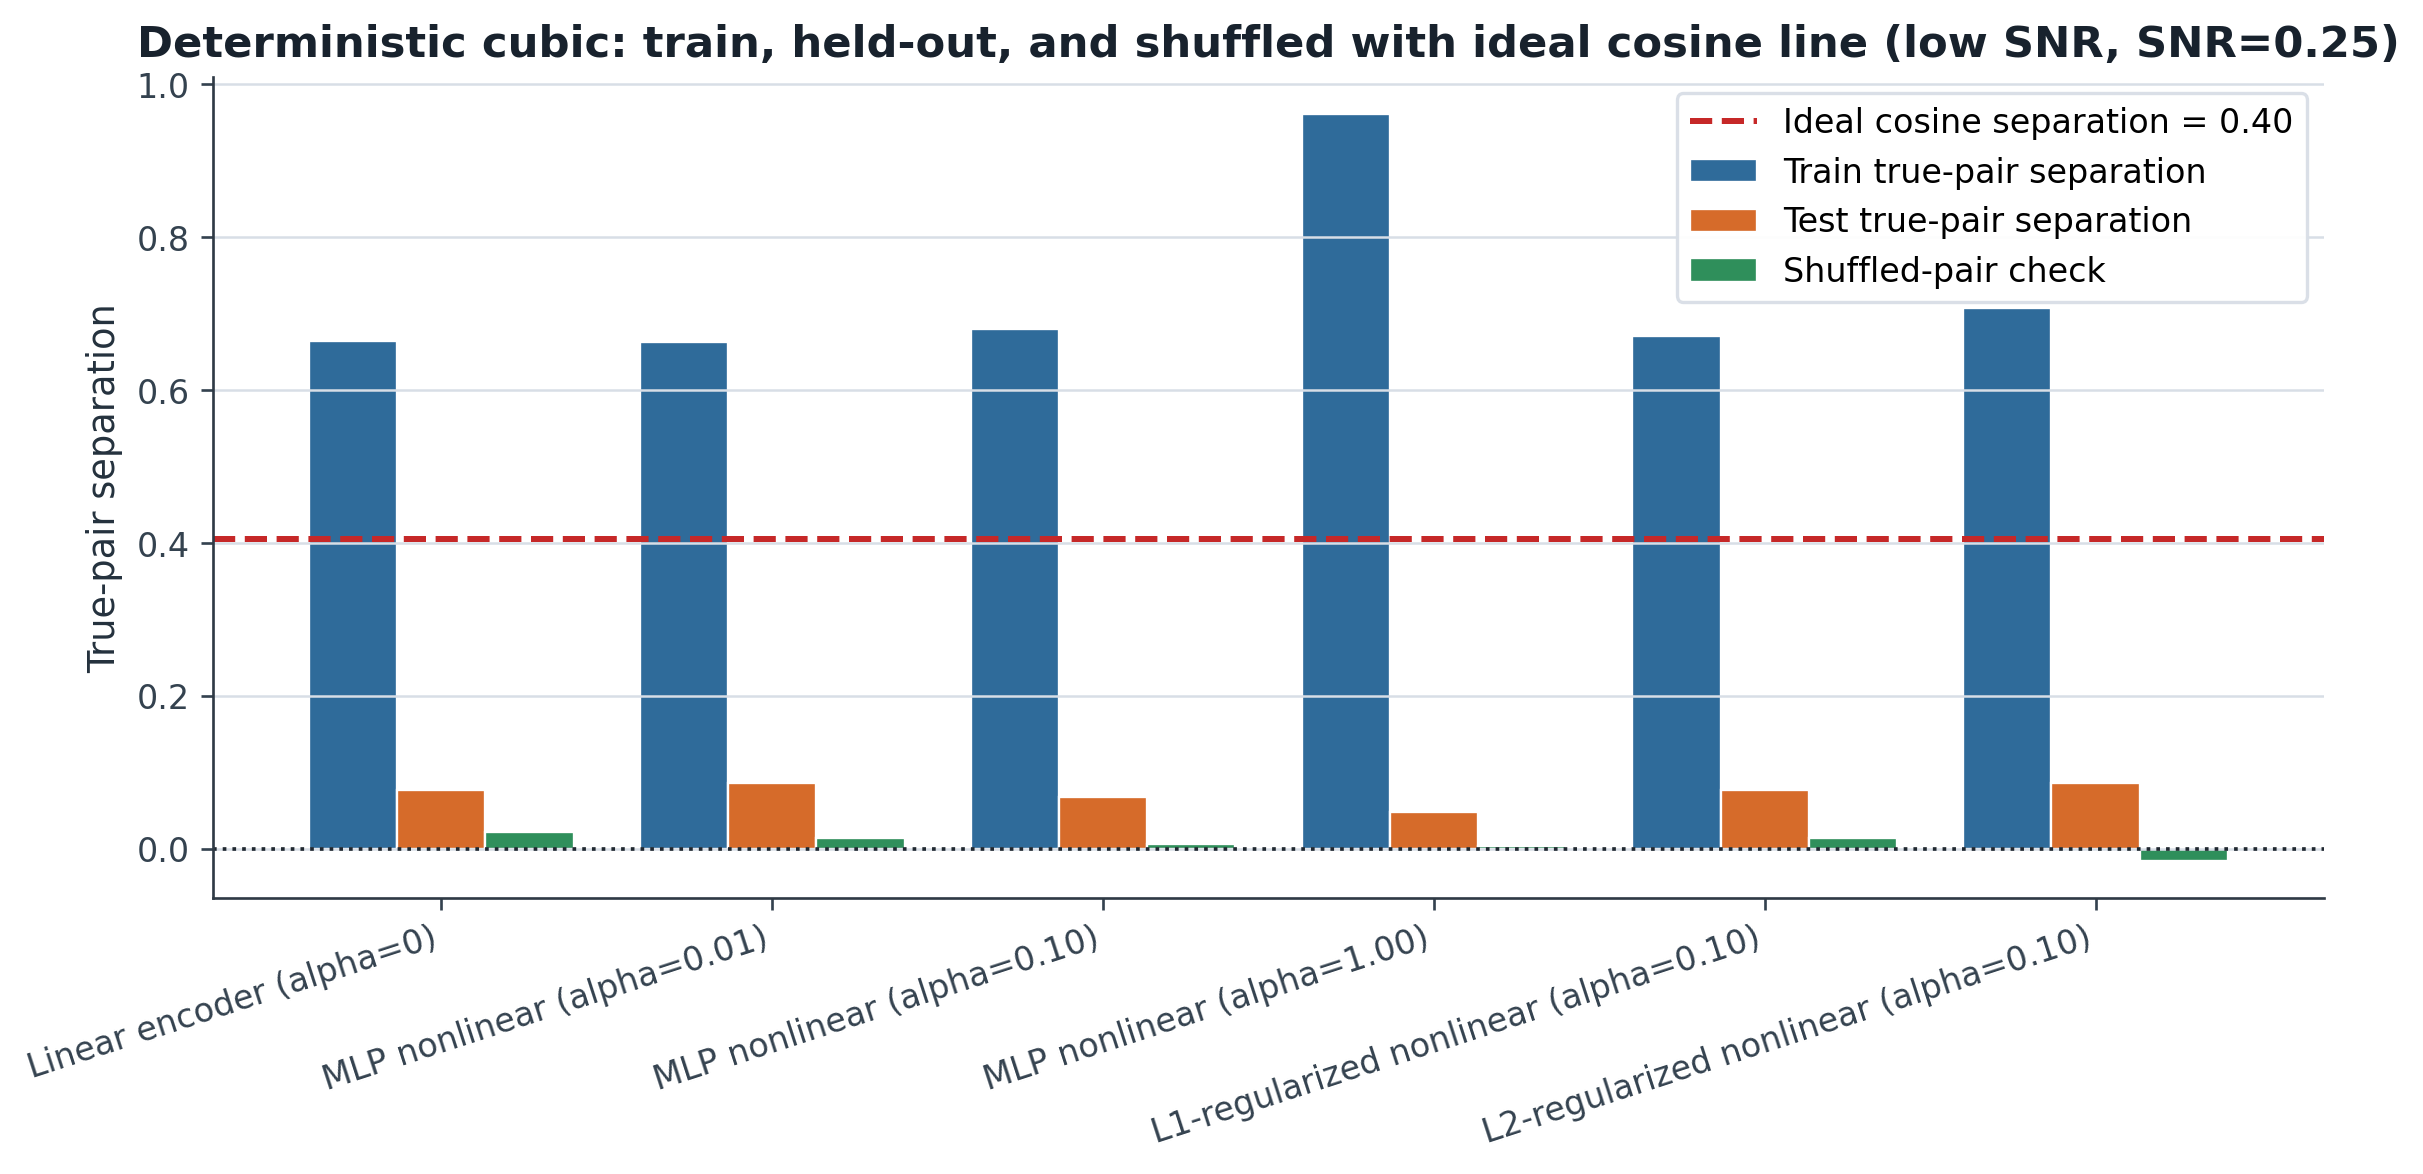 Deterministic cubic: train, held-out, and shuffled with ideal cosine line (low SNR, SNR=0.25)
True-pair separation
1.0
0.8
0.6
0.4
0.2
0.0
Ideal cosine separation = 0.40
Train true-pair separation
Test true-pair separation
Shuffled-pair check
Linear encoder (alpha=0)
MLP nonlinear (alpha=0.01)
MLP nonlinear (alpha=0.10)
MLP nonlinear (alpha=1.00)
L1-regularized nonlinear (alpha=0.10)
L2-regularized nonlinear (alpha=0.10)